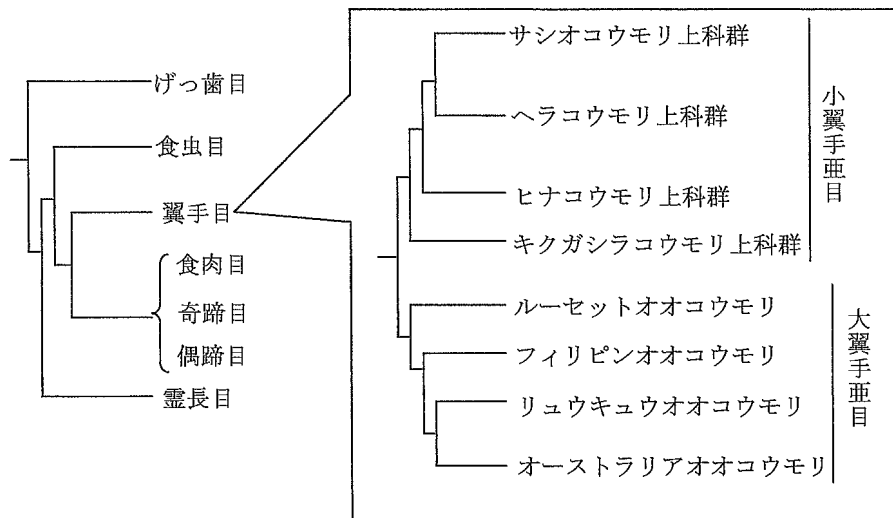 げっ歯目
食虫目
翼手目
食肉目
奇蹄目
偶蹄目
霊長目
サシオコウモリ上科群
ヘラコウモリ上科群
ヒナコウモリ上科群
キクガシラコウモリ上科群
小翼手亜目
ルーセットオオコウモリ
フィリピンオオコウモリ
リュウキュウオオコウモリ
オーストラリアオオコウモリ
大翼手亜目